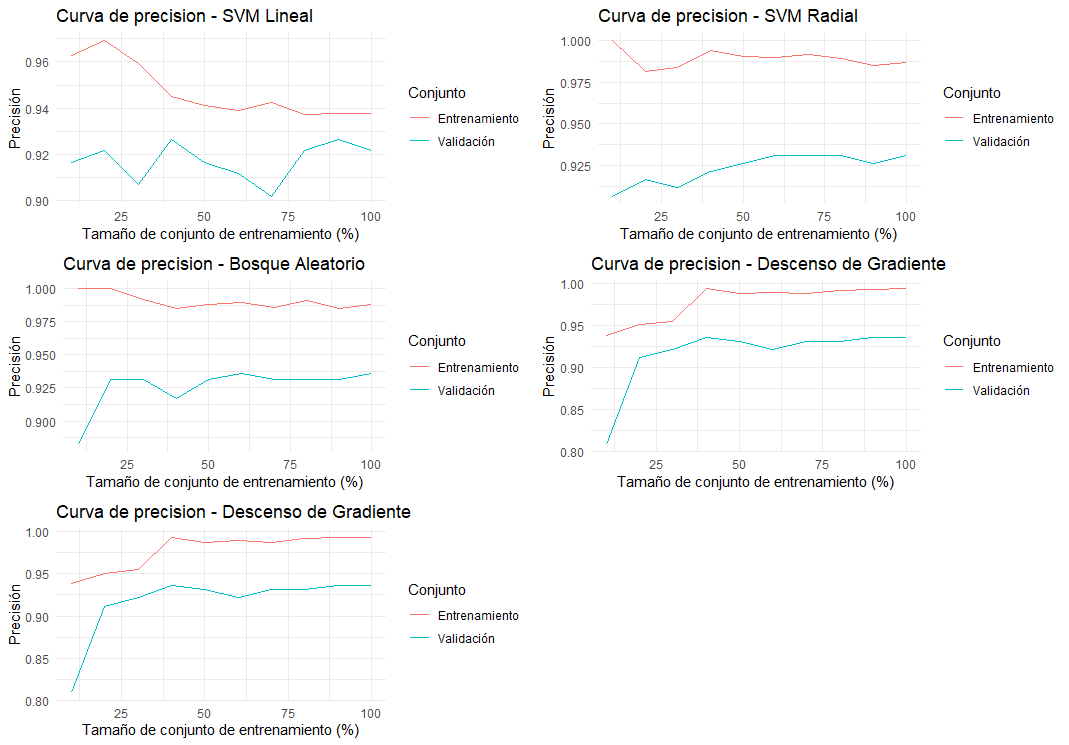 Curva de precision - SVM Lineal
Precisión
0.96
0.94
0.92
0.90
25 50 75 100
Tamaño de conjunto de entrenamiento (%)
Conjunto
Entrenamiento
Validación
Curva de precision - SVM Radial
Precisión
1.000
0.975
0.950
0.925
25 50 75 100
Tamaño de conjunto de entrenamiento (%)
Conjunto
Entrenamiento
Validación
Curva de precision - Bosque Aleatorio
Precisión
1.000
0.975
0.950
0.925
0.900
25 50 75 100
Tamaño de conjunto de entrenamiento (%)
Conjunto
Entrenamiento
Validación
Curva de precision - Descenso de Gradiente
Precisión
1.00
0.95
0.90
0.85
0.80
25 50 75 100
Tamaño de conjunto de entrenamiento (%)
Conjunto
Entrenamiento
Validación
Curva de precision - Descenso de Gradiente
Precisión
1.00
0.95
0.90
0.85
0.80
25 50 75 100
Tamaño de conjunto de entrenamiento (%)
Conjunto
Entrenamiento
Validación